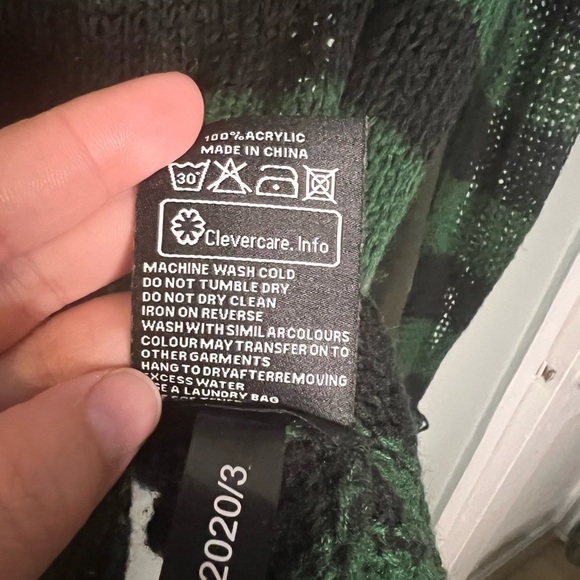 100% ACRYLIC
MADE IN CHINA
30°
Clevercare.Info
MACHINE WASH COLD
DO NOT TUMBLE DRY
DO NOT DRY CLEAN
IRON ON REVERSE
WASH WITH SIMILAR COLOURS
COLOUR MAY TRANSFER ON TO
OTHER GARMENTS
HANG TO DRYAFTERREMOVING
EXCESS WATER
A LAUNDRY BAG
2020/3